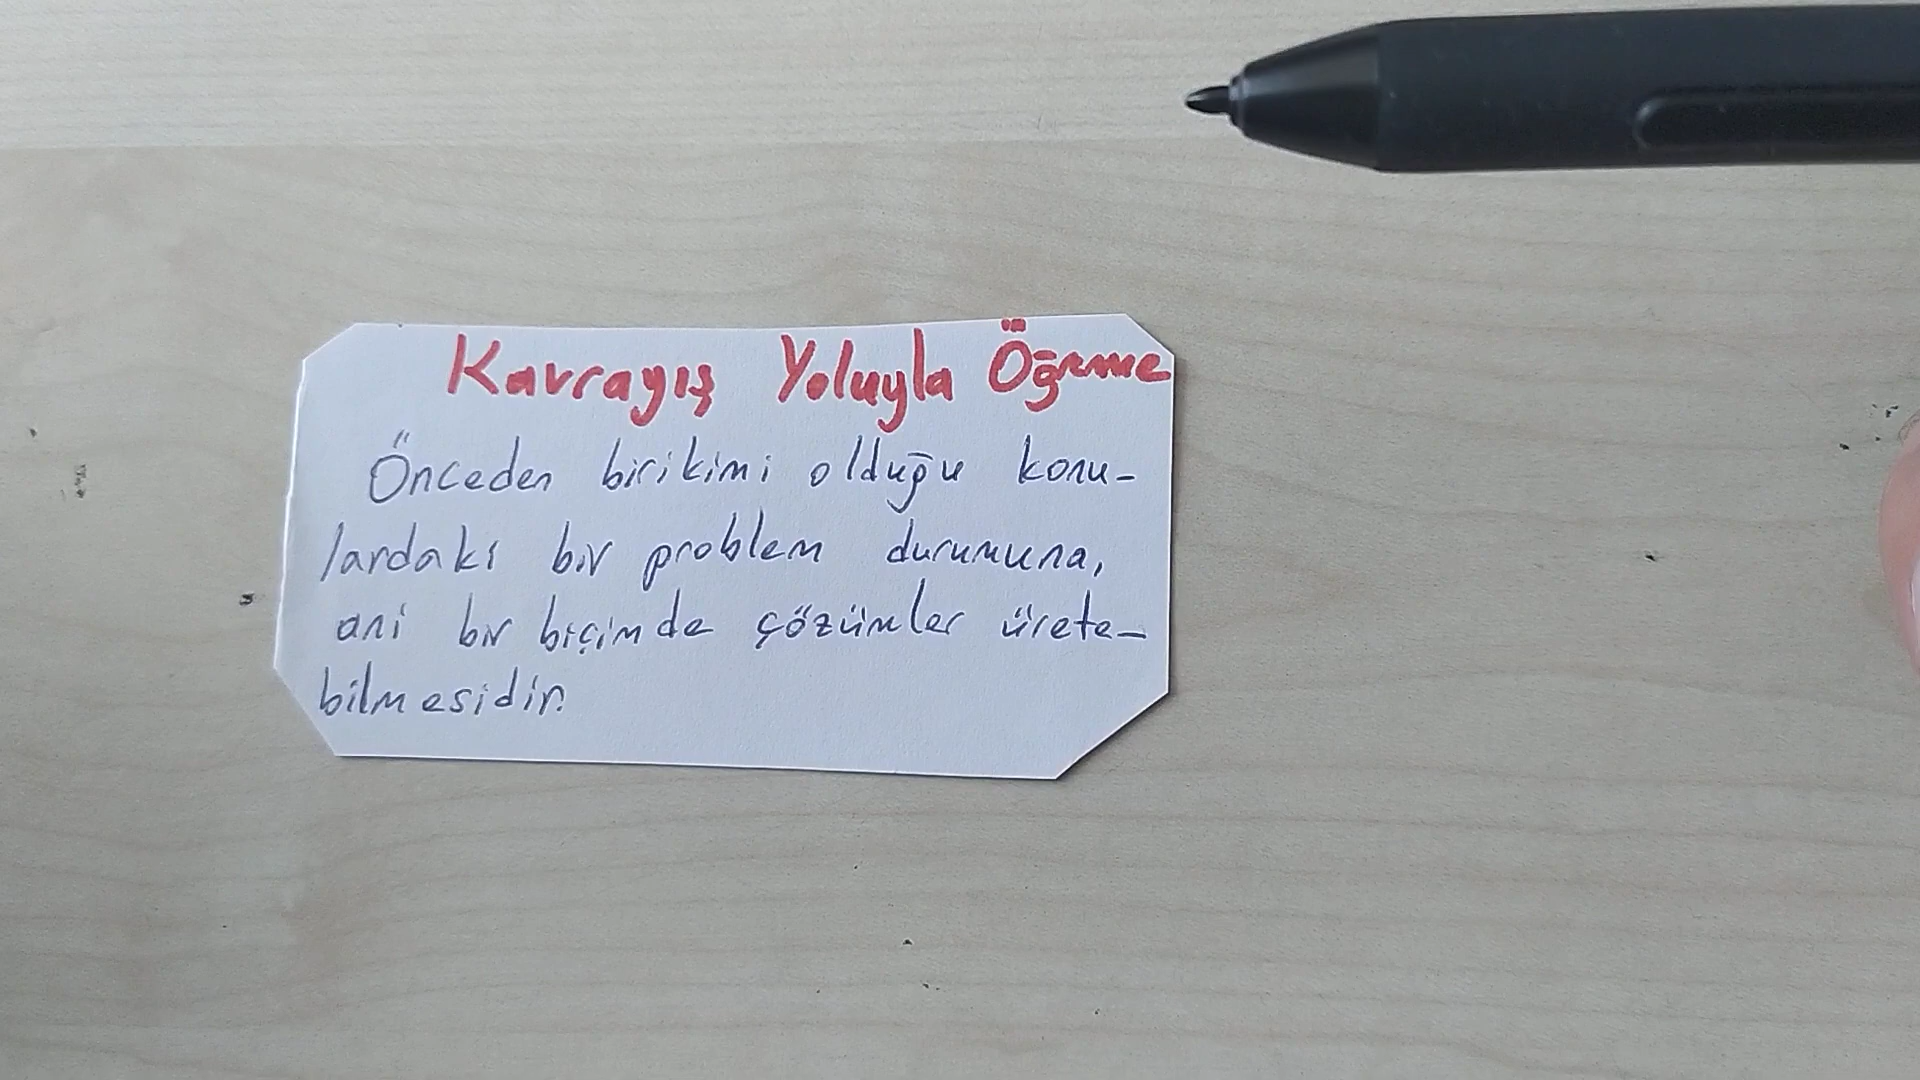 Kavrayış Yoluyla Öğrenme
Önceden birikimi olduğu konu-
lardaki bir problem durumuna,
ani bir biçimde çözümler ürete-
bilmesidir.